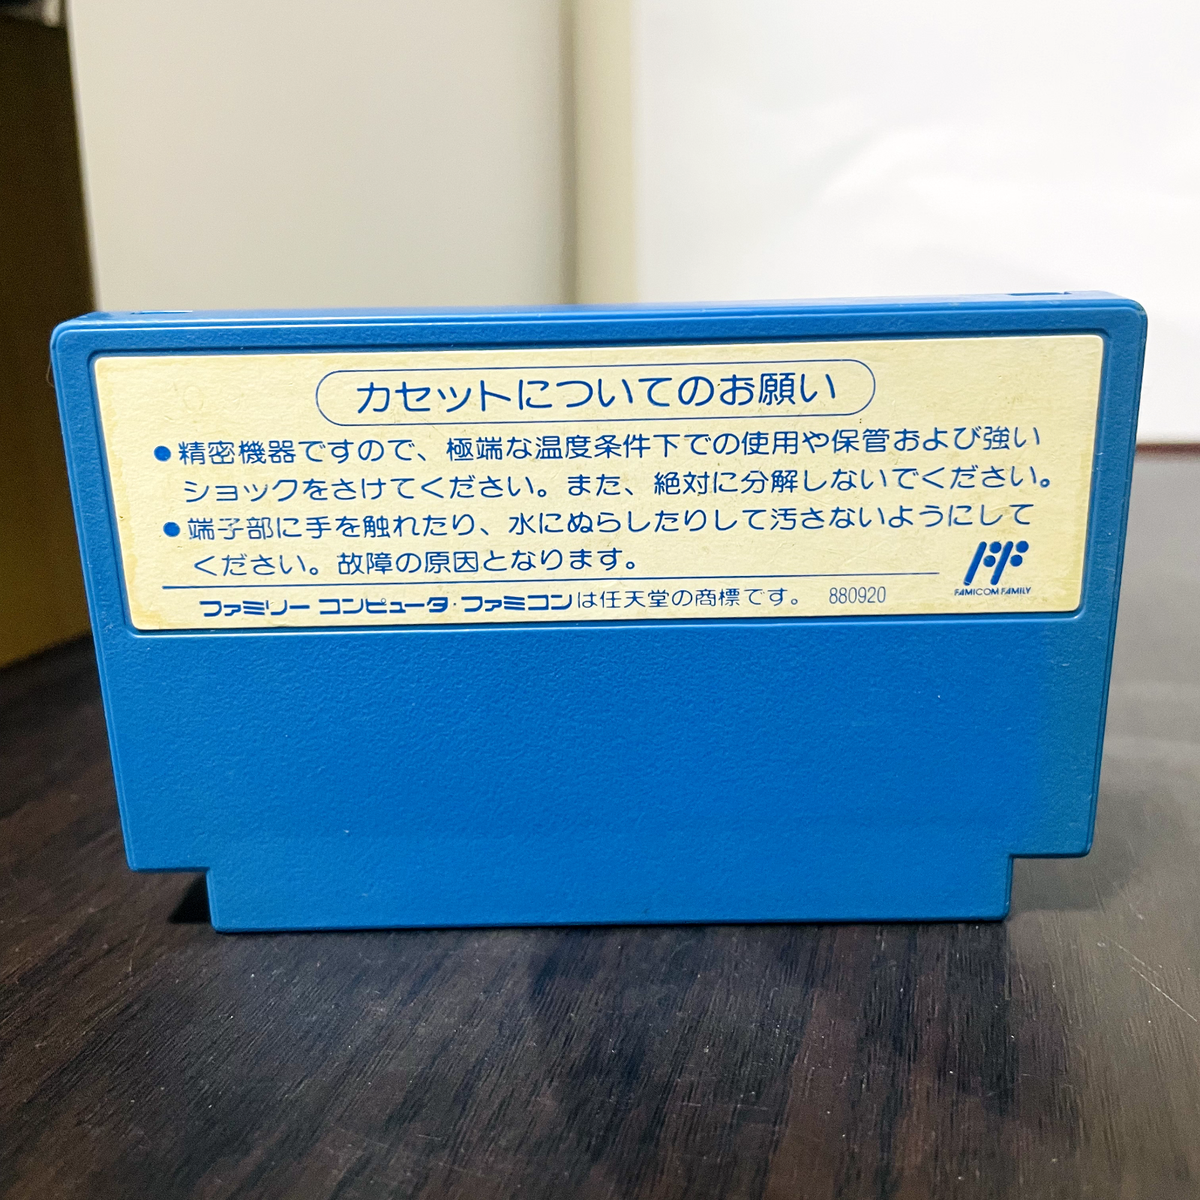 カセットについてのお願い
●精密機器ですので、極端な温度条件下での使用や保管および強い
ショックをさけてください。また、絶対に分解しないでください。
●端子部に手を触れたり、水にぬらしたりして汚さないようにして
ください。故障の原因となります。
ファミリー コンピュータ・ファミコンは任天堂の商標です。 880920
FF
FAMICOM FAMILY